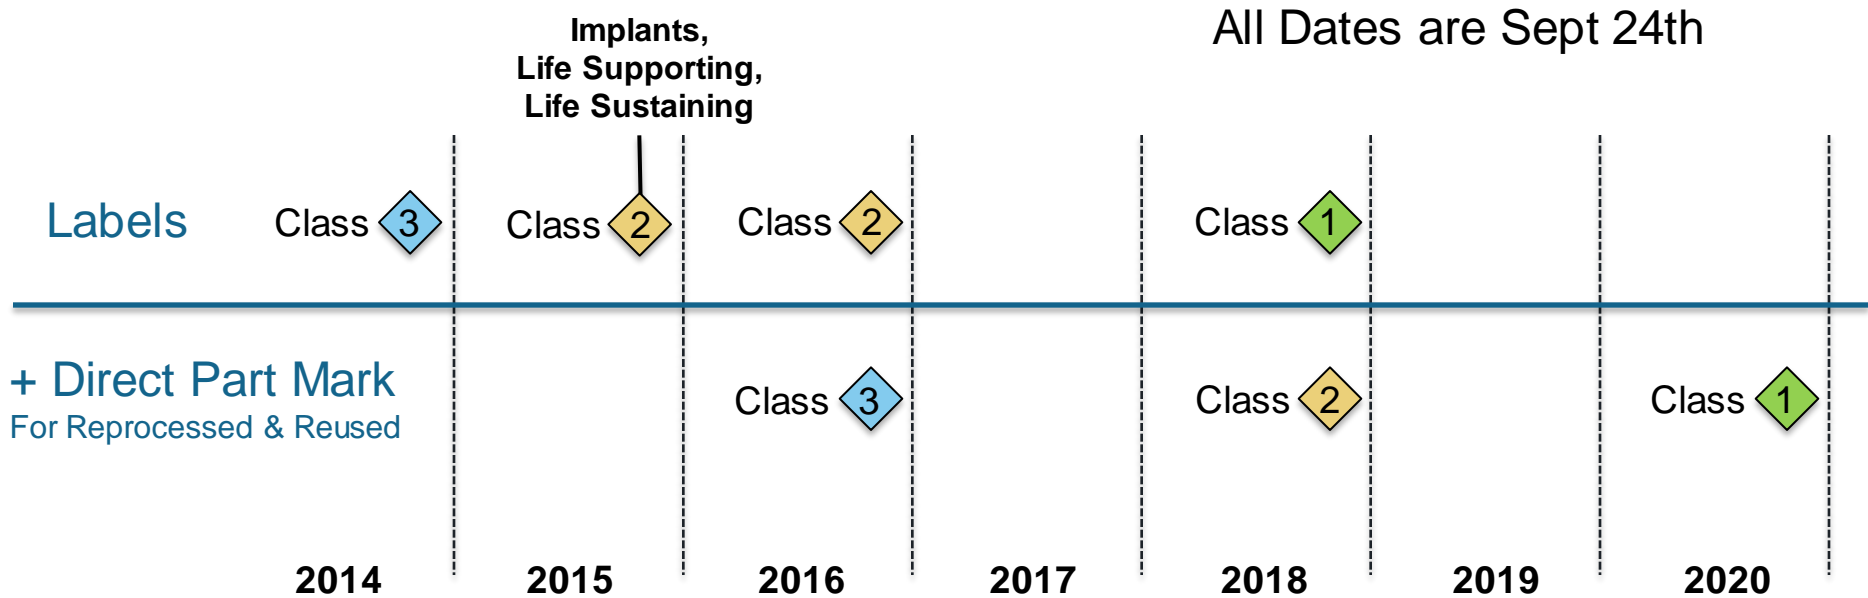 All Dates are Sept 24th
Implants,
Life Supporting,
Life Sustaining
Labels
Class 3
Class 2
Class 2
Class 1
+ Direct Part Mark
For Reprocessed & Reused
Class 3
Class 2
Class 1
2014 2015 2016 2017 2018 2019 2020